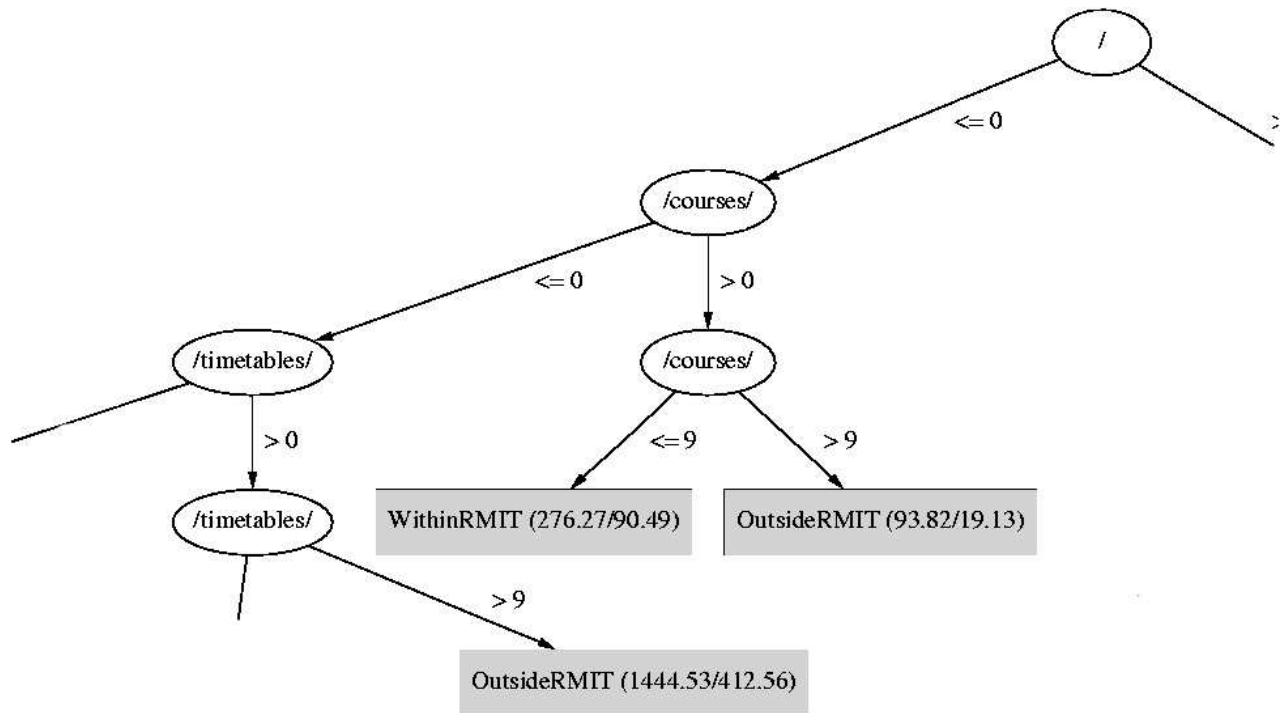 /
<= 0
>
/courses/
<= 0
> 0
/timetables/
/courses/
> 0
<= 9
> 9
/timetables/
WithinRMIT (276.27/90.49)
OutsideRMIT (93.82/19.13)
> 9
OutsideRMIT (1444.53/412.56)